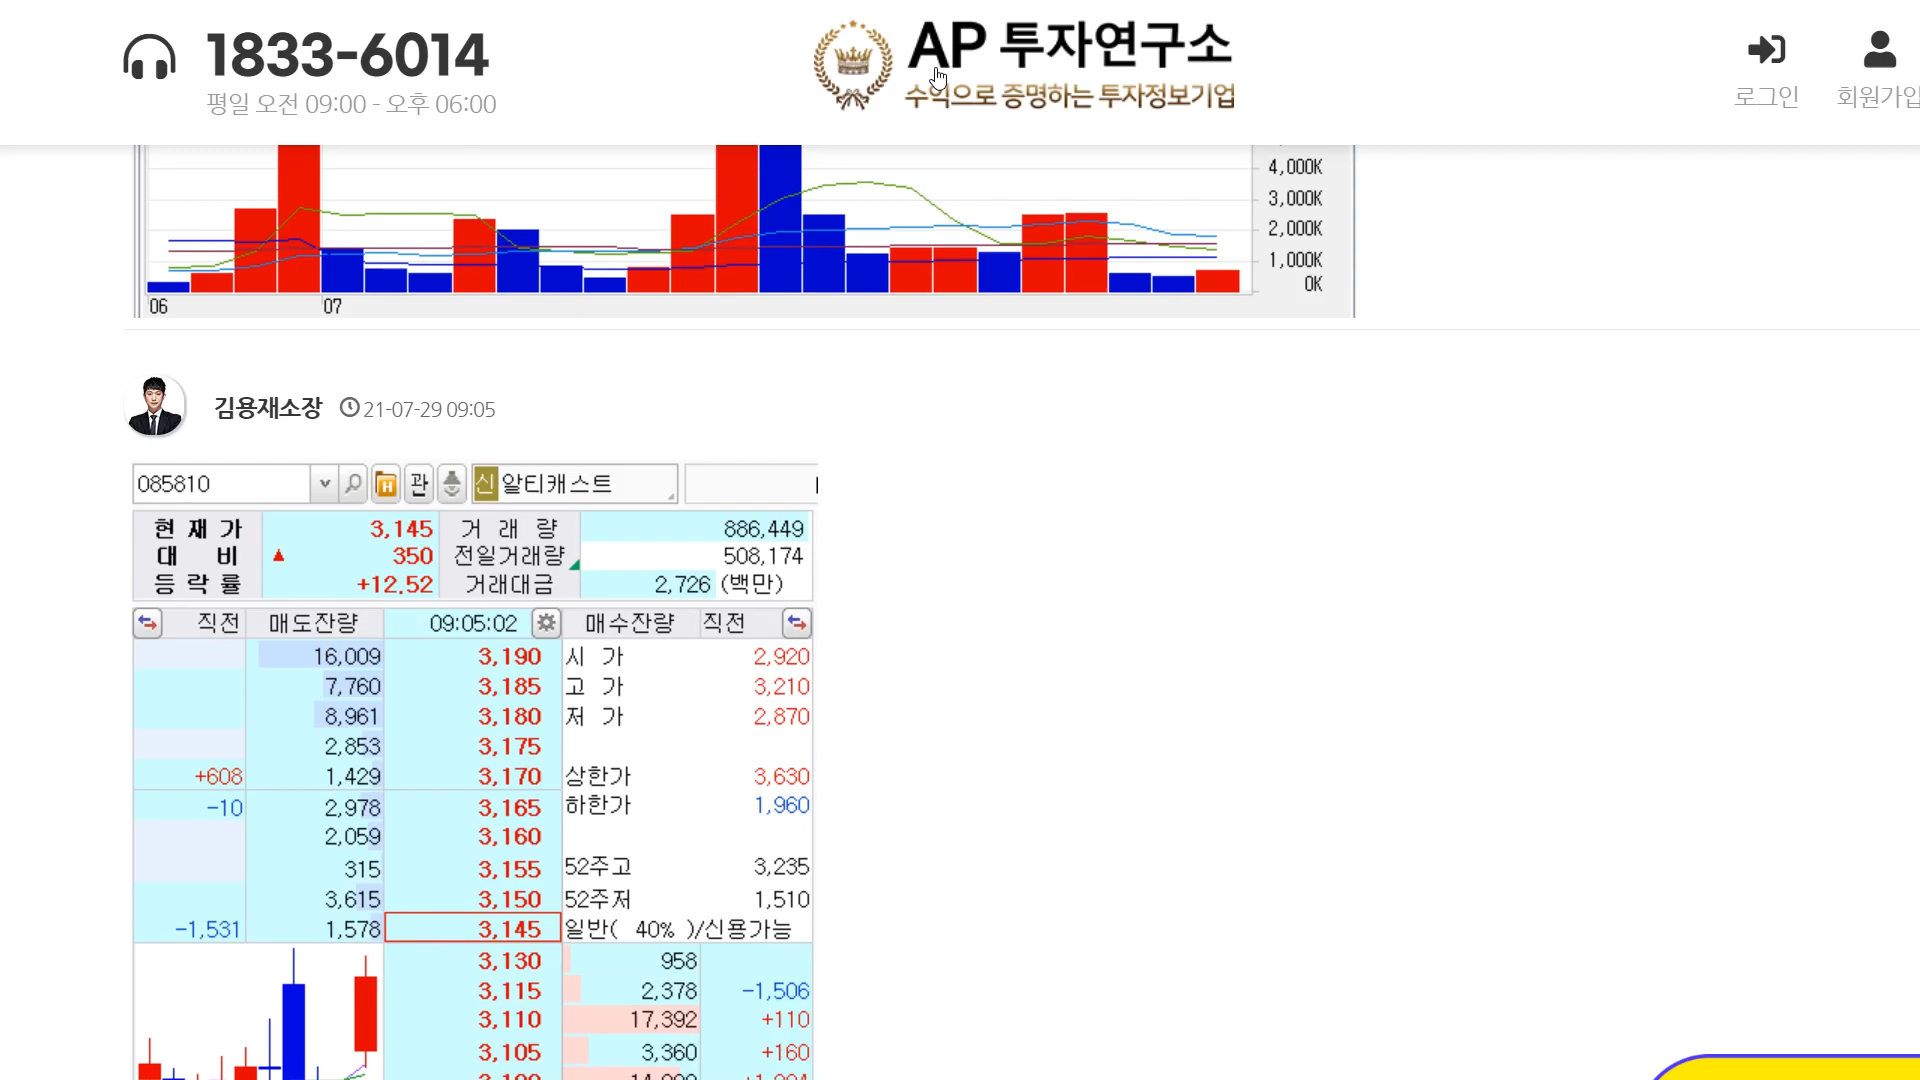 1833-6014
평일 오전 09:00 - 오후 06:00
AP 투자연구소
수익으로 증명하는 투자정보기업
로그인
회원가입
4,000K
3,000K
2,000K
1,000K
0K
06 07
김용재소장 21-07-29 09:05
085810 관 신 알티캐스트
현재가 3,145 거래량 886,449
대비 ▲ 350 전일거래량 508,174
등락률 +12.52 거래대금 2,726 (백만)
직전 매도잔량 09:05:02 매수잔량 직전
16,009 3,190 시가 2,920
7,760 3,185 고가 3,210
8,961 3,180 저가 2,870
2,853 3,175
+608 1,429 3,170 상한가 3,630
-10 2,978 3,165 하한가 1,960
2,059 3,160
315 3,155 52주고 3,235
3,615 3,150 52주저 1,510
-1,531 1,578 3,145 일반( 40% )/신용가능
3,130 958
3,115 2,378 -1,506
3,110 17,392 +110
3,105 3,360 +160